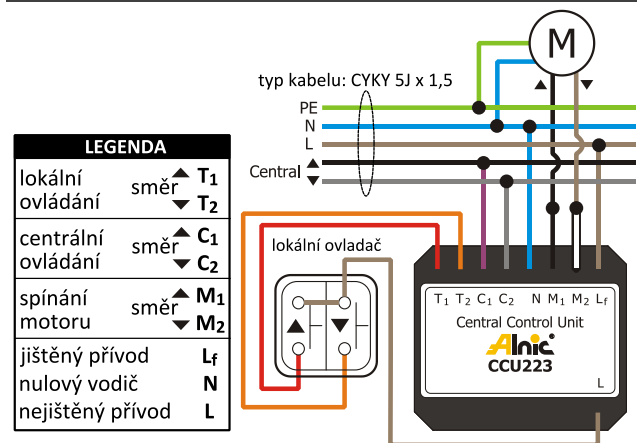 M
▲ ▼
typ kabelu: CYKY 5J x 1,5
PE
N
L
Central ▲
▼
LEGENDA
lokální ovládání směr ▲ T₁
▼ T₂
centrální ovládání směr ▲ C₁
▼ C₂
spínání motoru směr ▲ M₁
▼ M₂
jištěný přívod Lf
nulový vodič N
nejištěný přívod L
lokální ovladač
▲ ▼
T₁ T₂ C₁ C₂ N M₁ M₂ Lf
Central Control Unit
Alnic
CCU223
L